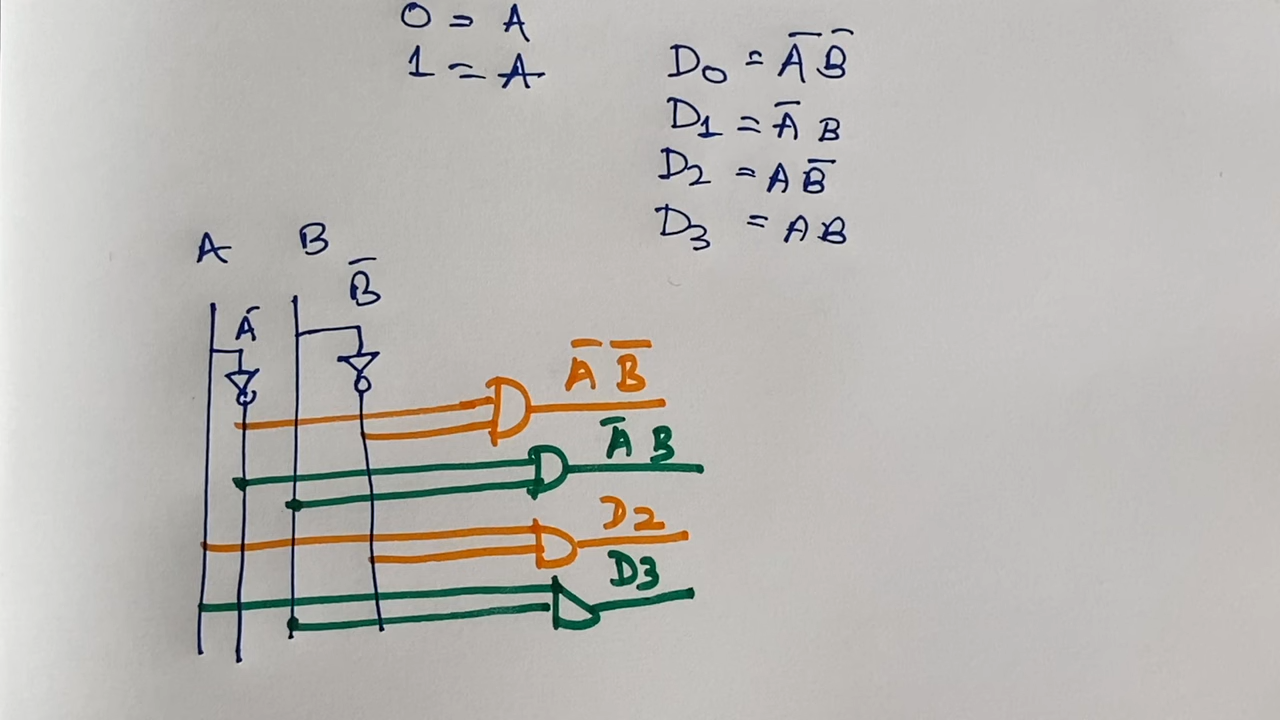 0 = A
1 = A
D0 = A̅ B̅
D1 = A̅ B
D2 = A B̅
D3 = A B
A B
A̅ B̅
A̅ B̅
A̅ B
D2
D3